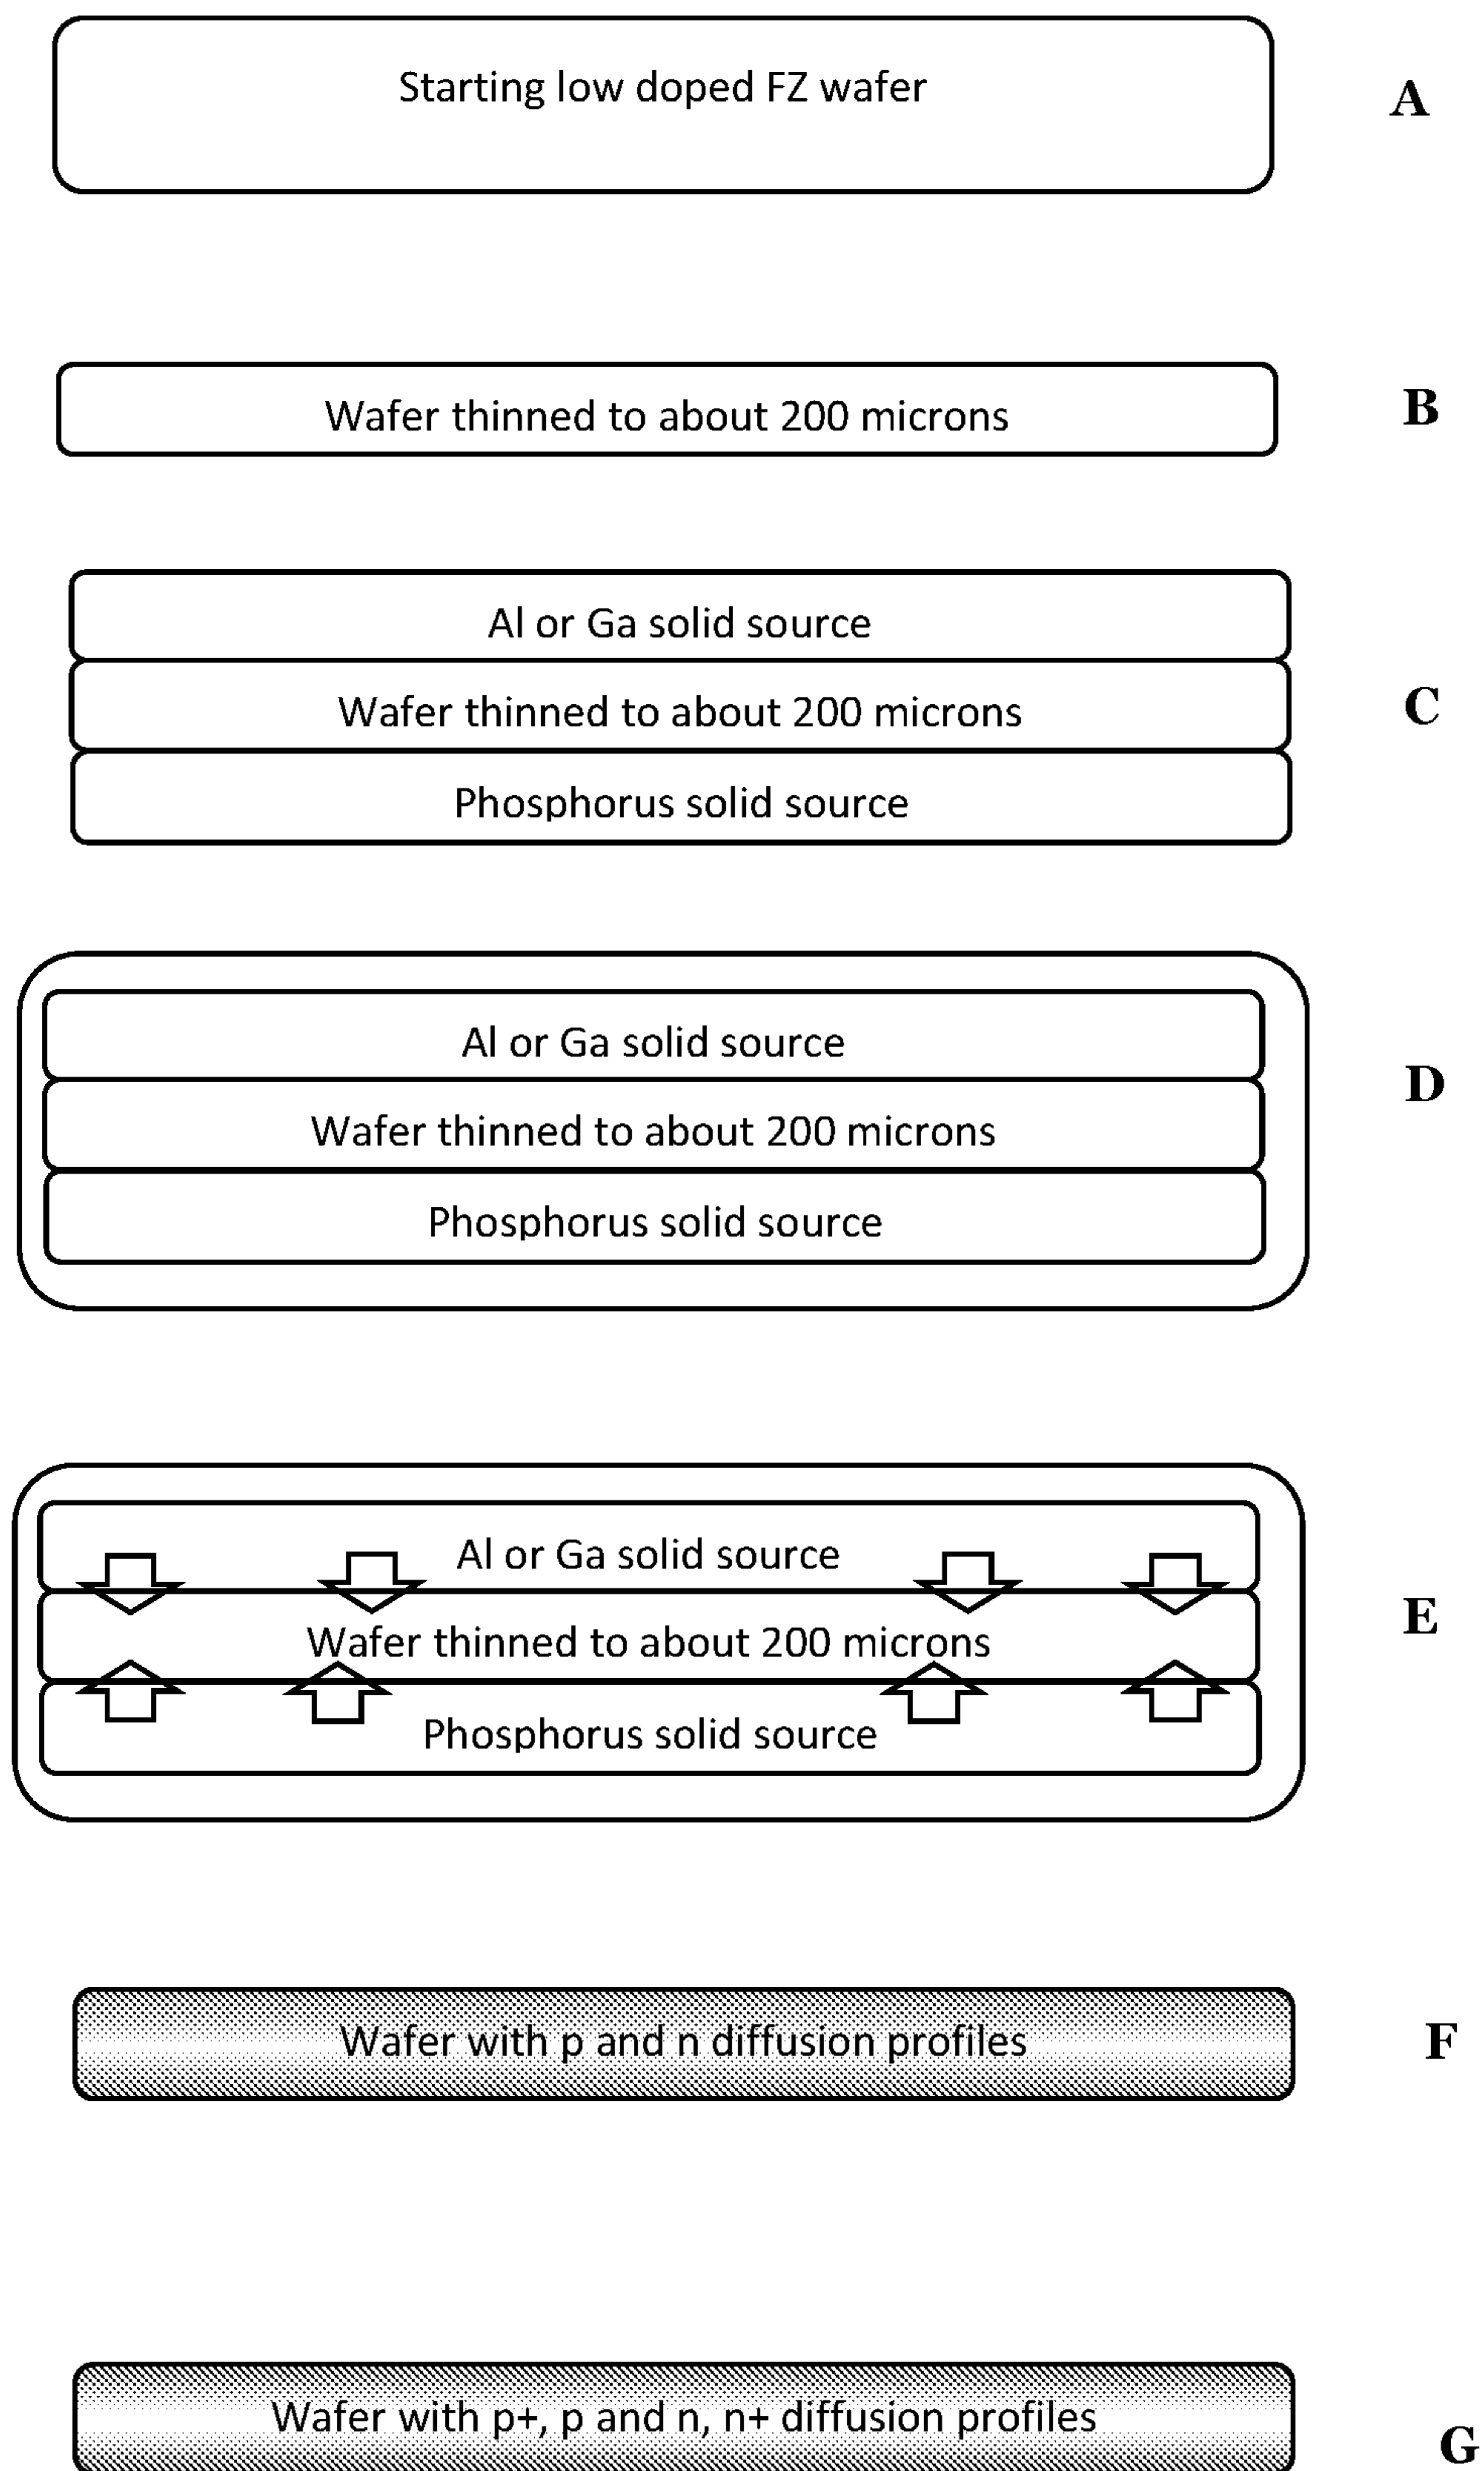 Starting low doped FZ wafer
A
Wafer thinned to about 200 microns
B
Al or Ga solid source
Wafer thinned to about 200 microns
C
Phosphorus solid source
Al or Ga solid source
D
Wafer thinned to about 200 microns
Phosphorus solid source
Al or Ga solid source
E
Wafer thinned to about 200 microns
Phosphorus solid source
Wafer with p and n diffusion profiles
F
Wafer with p+, p and n, n+ diffusion profiles
G